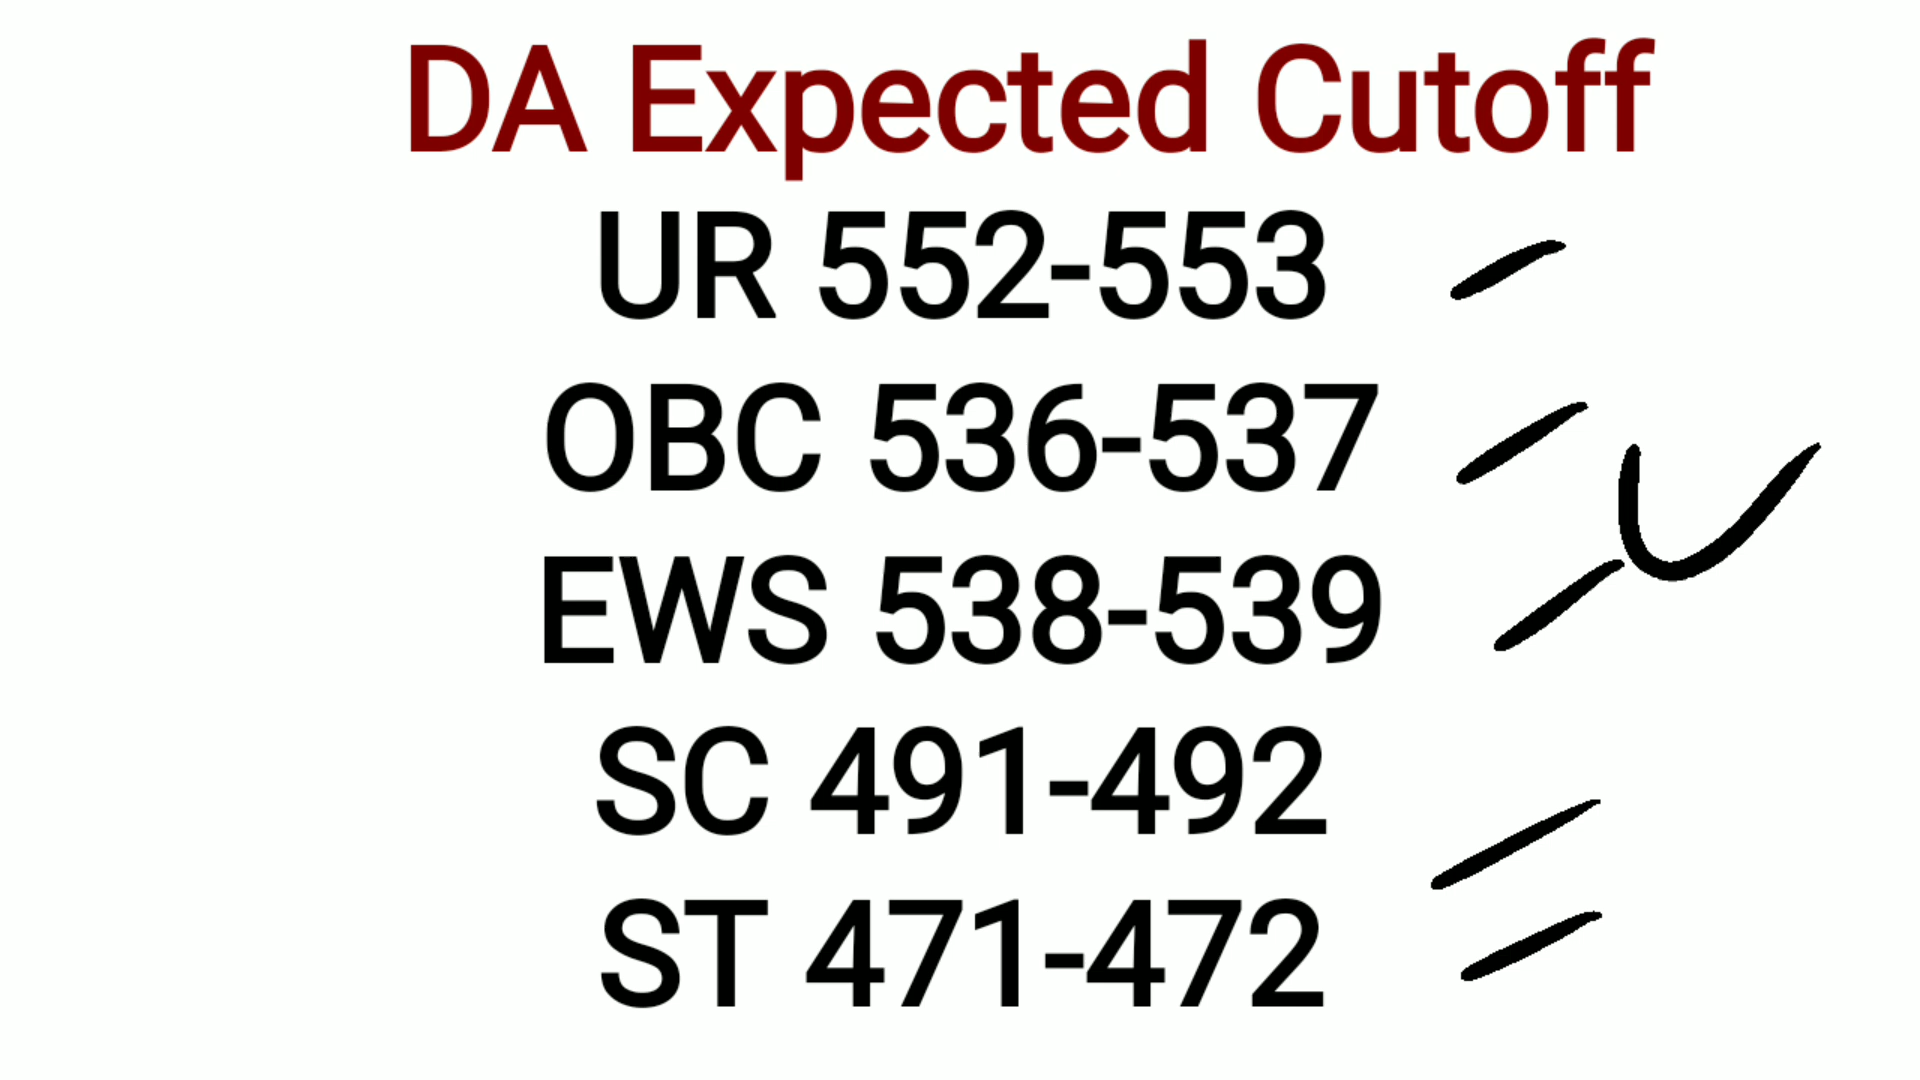 DA Expected Cutoff
UR 552-553
OBC 536-537
EWS 538-539
SC 491-492
ST 471-472